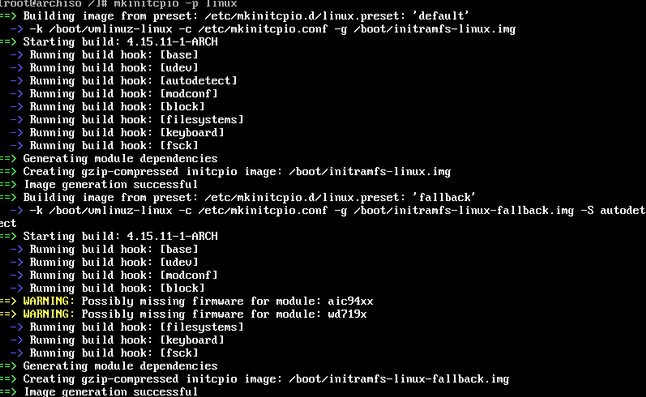 [root@archiso /]# mkinitcpio -p linux
==> Building image from preset: /etc/mkinitcpio.d/linux.preset: 'default'
  -> -k /boot/vmlinuz-linux -c /etc/mkinitcpio.conf -g /boot/initramfs-linux.img
==> Starting build: 4.15.11-1-ARCH
  -> Running build hook: [base]
  -> Running build hook: [udev]
  -> Running build hook: [autodetect]
  -> Running build hook: [modconf]
  -> Running build hook: [block]
  -> Running build hook: [filesystems]
  -> Running build hook: [keyboard]
  -> Running build hook: [fsck]
==> Generating module dependencies
==> Creating gzip-compressed initcpio image: /boot/initramfs-linux.img
==> Image generation successful
==> Building image from preset: /etc/mkinitcpio.d/linux.preset: 'fallback'
  -> -k /boot/vmlinuz-linux -c /etc/mkinitcpio.conf -g /boot/initramfs-linux-fallback.img -S autodet
ect
==> Starting build: 4.15.11-1-ARCH
  -> Running build hook: [base]
  -> Running build hook: [udev]
  -> Running build hook: [modconf]
  -> Running build hook: [block]
==> WARNING: Possibly missing firmware for module: aic94xx
==> WARNING: Possibly missing firmware for module: wd719x
  -> Running build hook: [filesystems]
  -> Running build hook: [keyboard]
  -> Running build hook: [fsck]
==> Generating module dependencies
==> Creating gzip-compressed initcpio image: /boot/initramfs-linux-fallback.img
==> Image generation successful